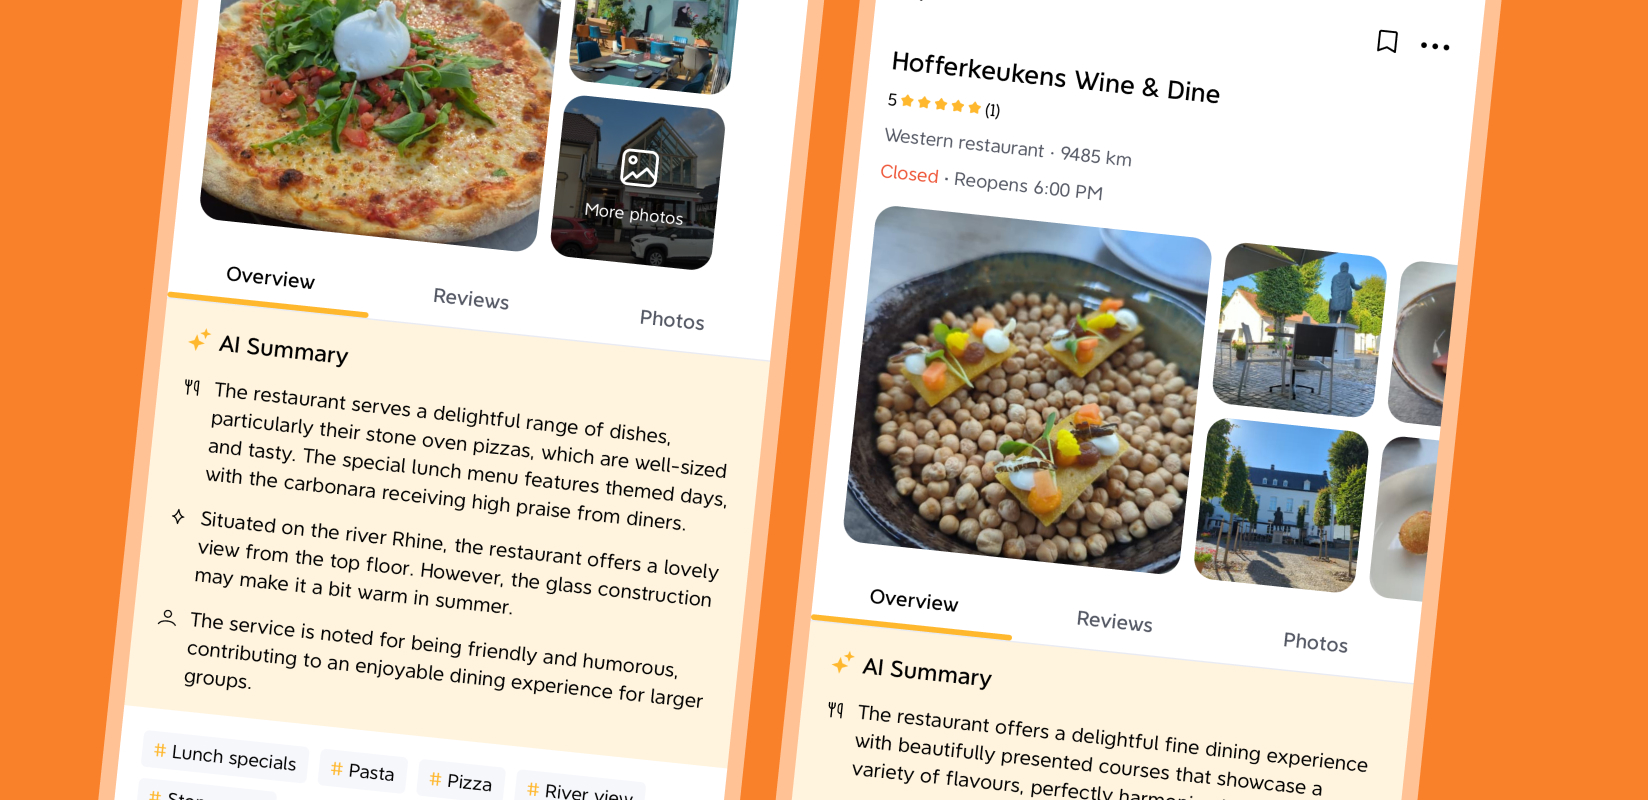 More photos
Overview
Reviews
Photos
AI Summary
The restaurant serves a delightful range of dishes,
particularly their stone oven pizzas, which are well-sized
and tasty. The special lunch menu features themed days,
with the carbonara receiving high praise from diners.
Situated on the river Rhine, the restaurant offers a lovely
view from the top floor. However, the glass construction
may make it a bit warm in summer.
The service is noted for being friendly and humorous,
contributing to an enjoyable dining experience for larger
groups.
# Lunch specials
# Pasta
# Pizza
# River view
Hofferkeukens Wine & Dine
5 (1)
Western restaurant · 9485 km
Closed · Reopens 6:00 PM
Overview
Reviews
Photos
AI Summary
The restaurant offers a delightful fine dining experience
with beautifully presented courses that showcase a
variety of flavours, perfectly